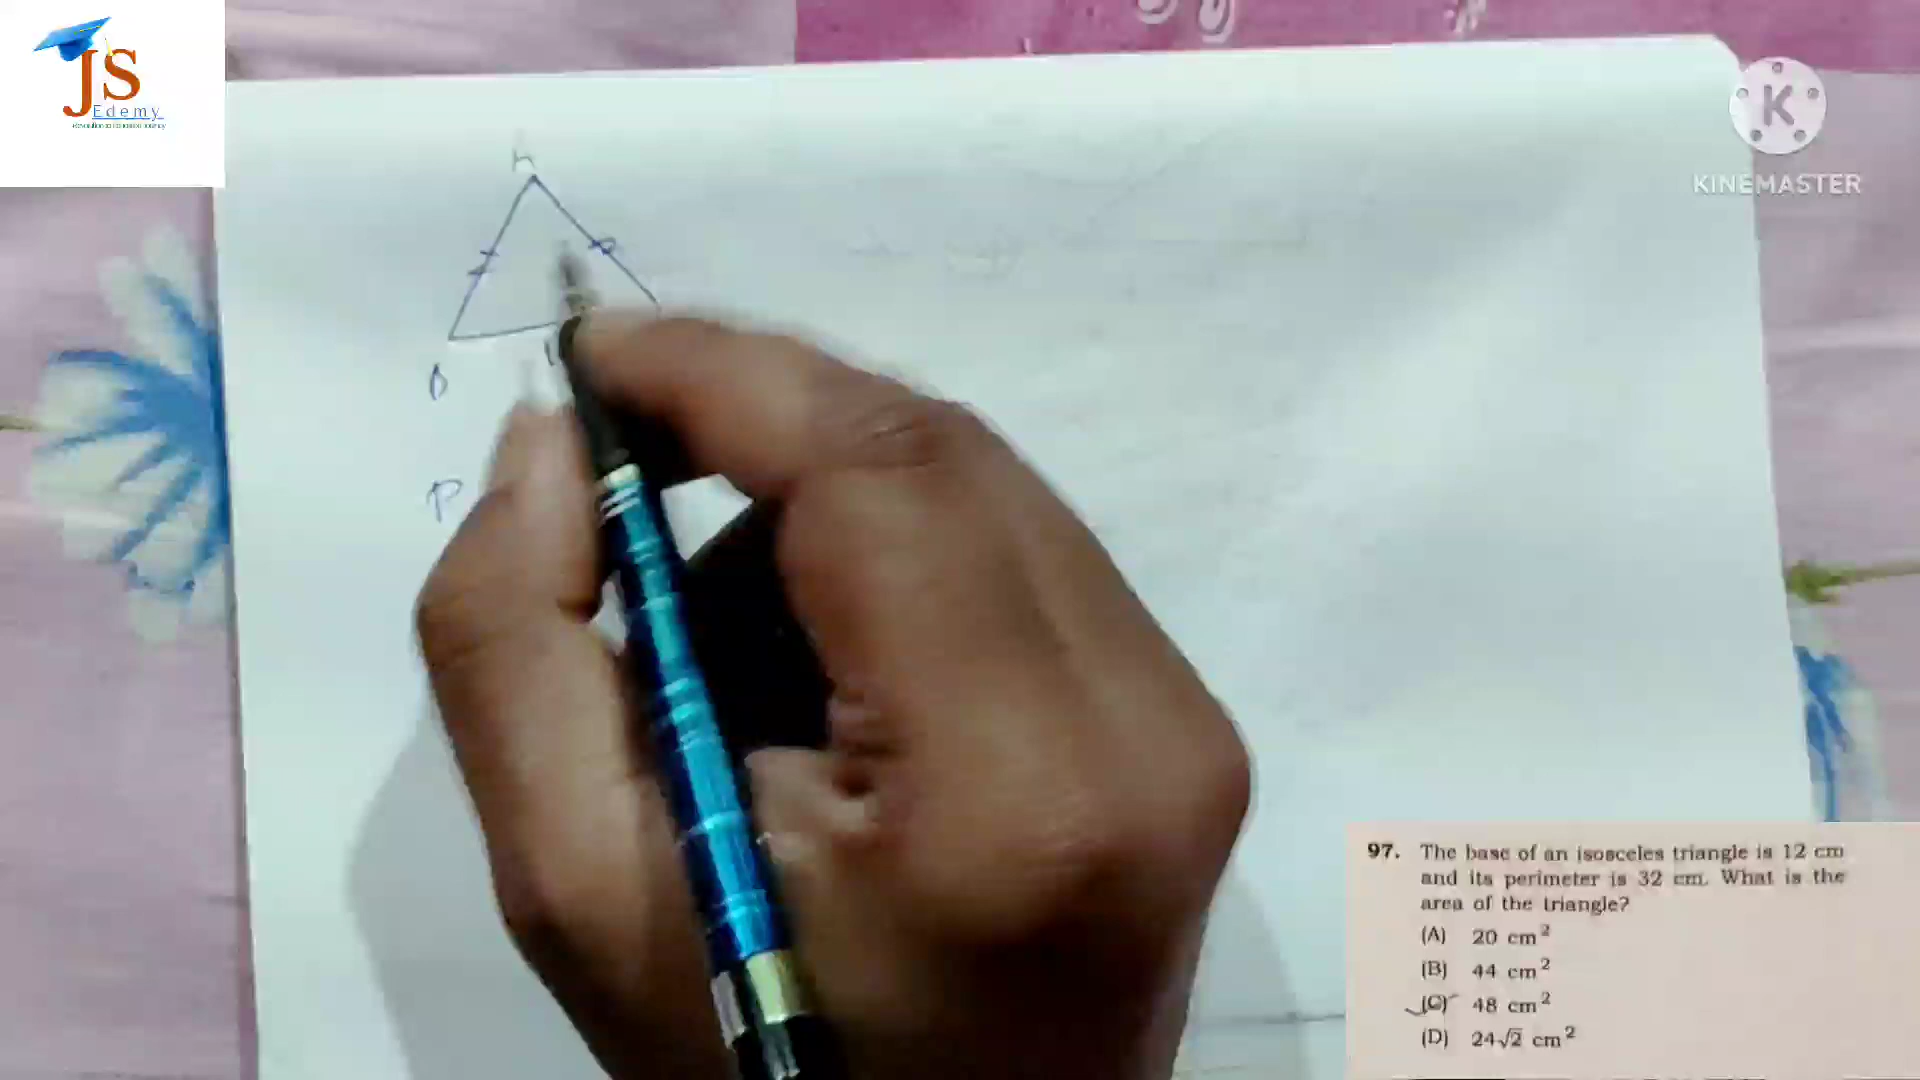 JS
Edemy
KINEMASTER
K
P
97. The base of an isosceles triangle is 12 cm
and its perimeter is 32 cm. What is the
area of the triangle?
(A) 20 cm²
(B) 44 cm²
(C) 48 cm²
(D) 24√2 cm²